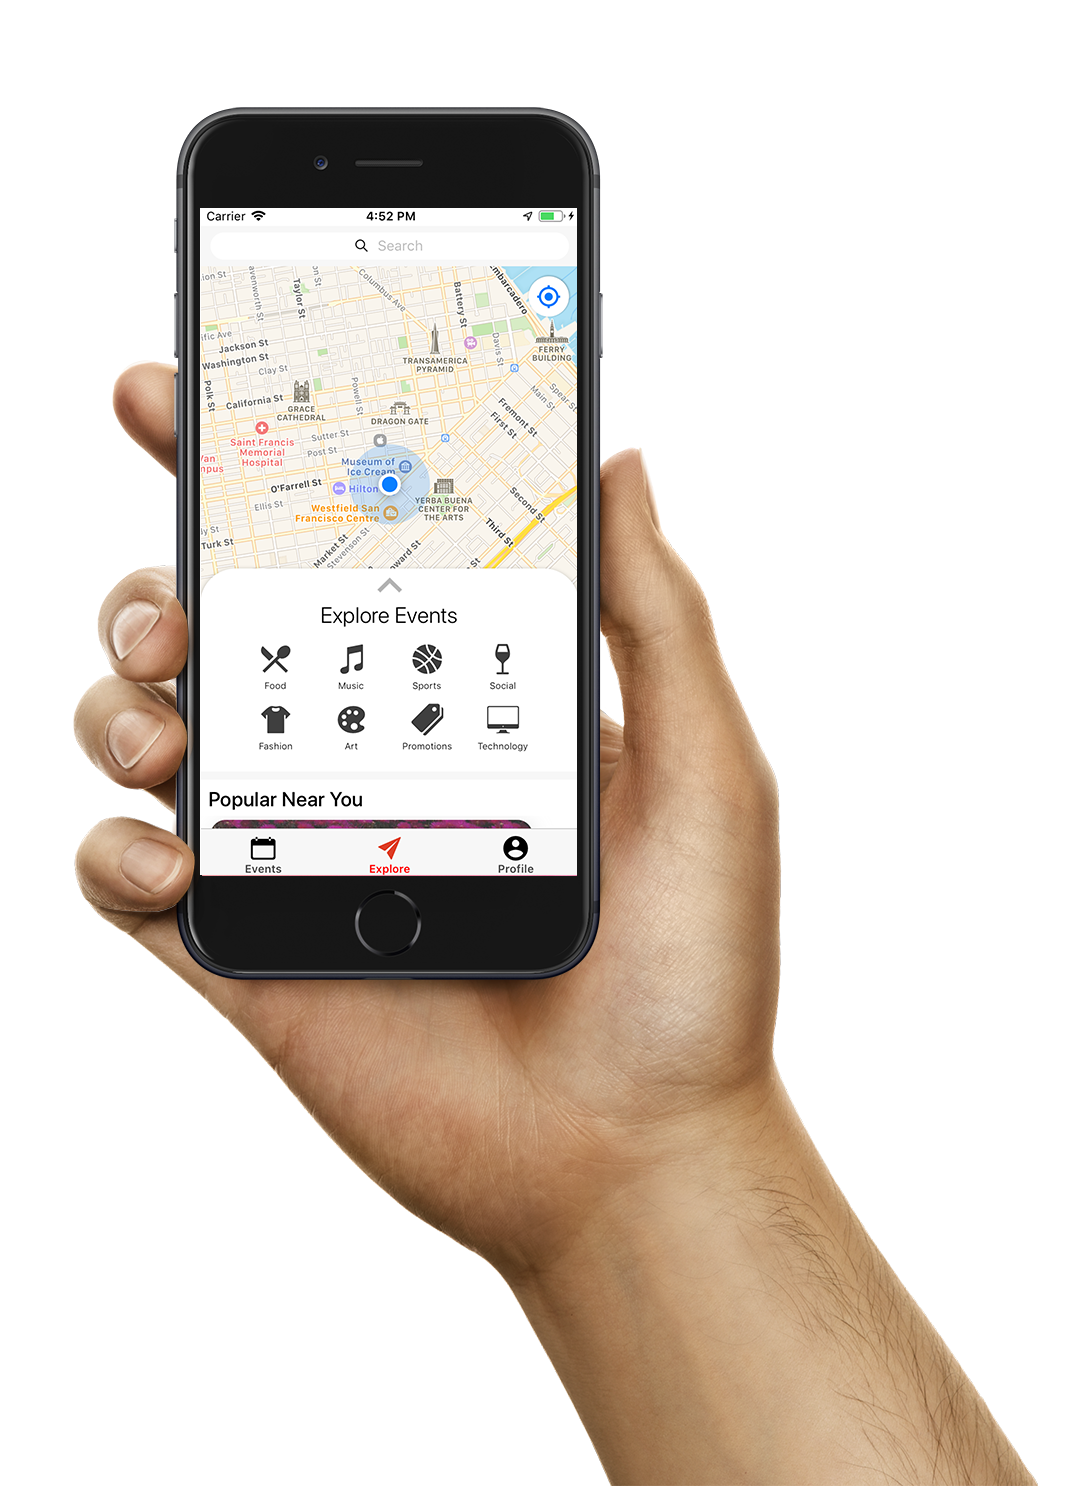 Carrier
4:52 PM
Search
Taylor St
Columbus Ave
Battery St
Embarcadero
Jackson St
Washington St
Clay St
Polk St
California St
GRACE
CATHEDRAL
TRANSAMERICA
PYRAMID
FERRY
BUILDING
Davis St
Powell St
DRAGON GATE
Spear St
Main St
Fremont St
First St
Saint Francis
Memorial
Hospital
Sutter St
Post St
Museum of
Ice Cream
O'Farrell St
Hilton
Ellis St
Westfield San
Francisco Centre
YERBA BUENA
CENTER FOR
THE ARTS
Second St
Third St
Turk St
Market St
Stevenson St
Explore Events
Food
Music
Sports
Social
Fashion
Art
Promotions
Technology
Popular Near You
Events
Explore
Profile